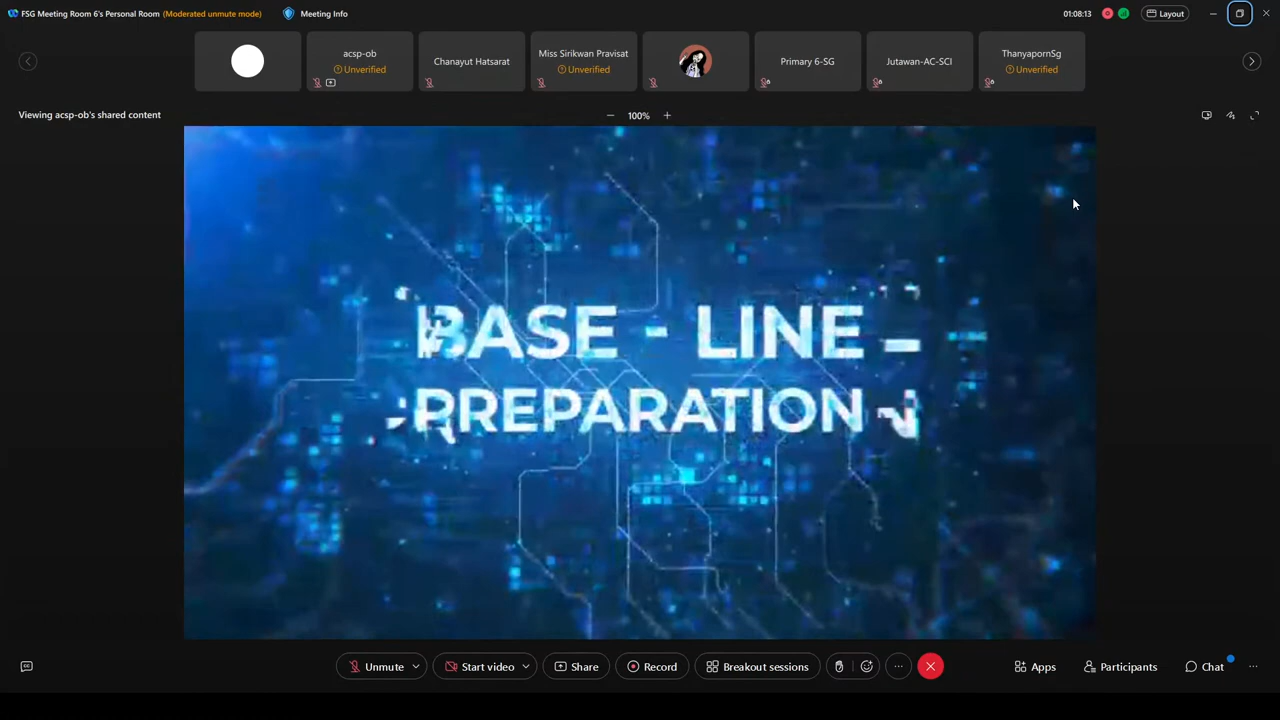 FSG Meeting Room 6's Personal Room (Moderated unmute mode)
Meeting Info
01:08:13
Layout
acsp-ob
Unverified
Chanayut Hatsarat
Miss Sirikwan Pravisat
Unverified
Primary 6-SG
Jutawan-AC-SCI
ThanyapornSg
Unverified
Viewing acsp-ob's shared content
100%
BASE - LINE
PREPARATION
Unmute
Start video
Share
Record
Breakout sessions
Apps
Participants
Chat